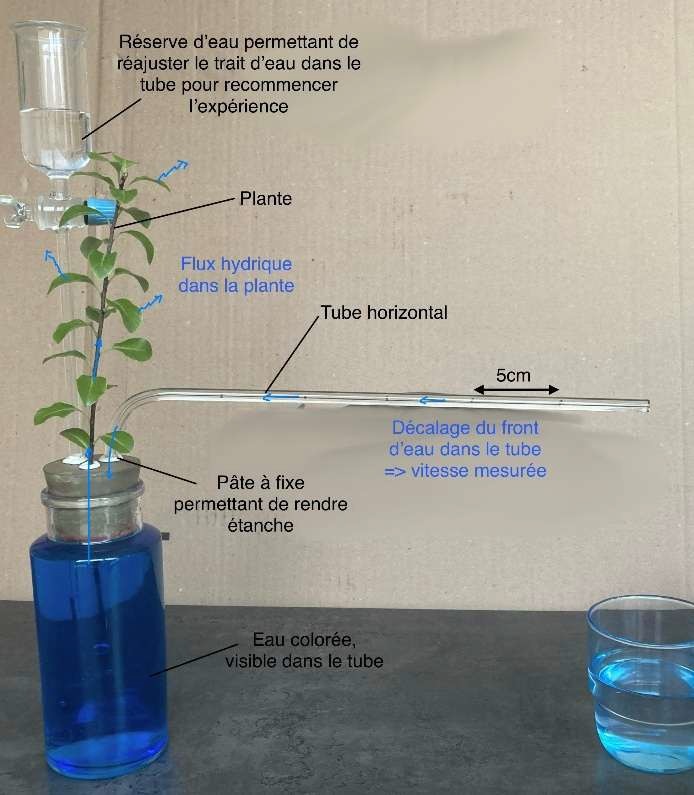 Réserve d'eau permettant de
réajuster le trait d'eau dans le
tube pour recommencer
l'expérience
Plante
Flux hydrique
dans la plante
Tube horizontal
5cm
Décalage du front
d'eau dans le tube
=> vitesse mesurée
Pâte à fixe
permettant de rendre
étanche
Eau colorée,
visible dans le tube